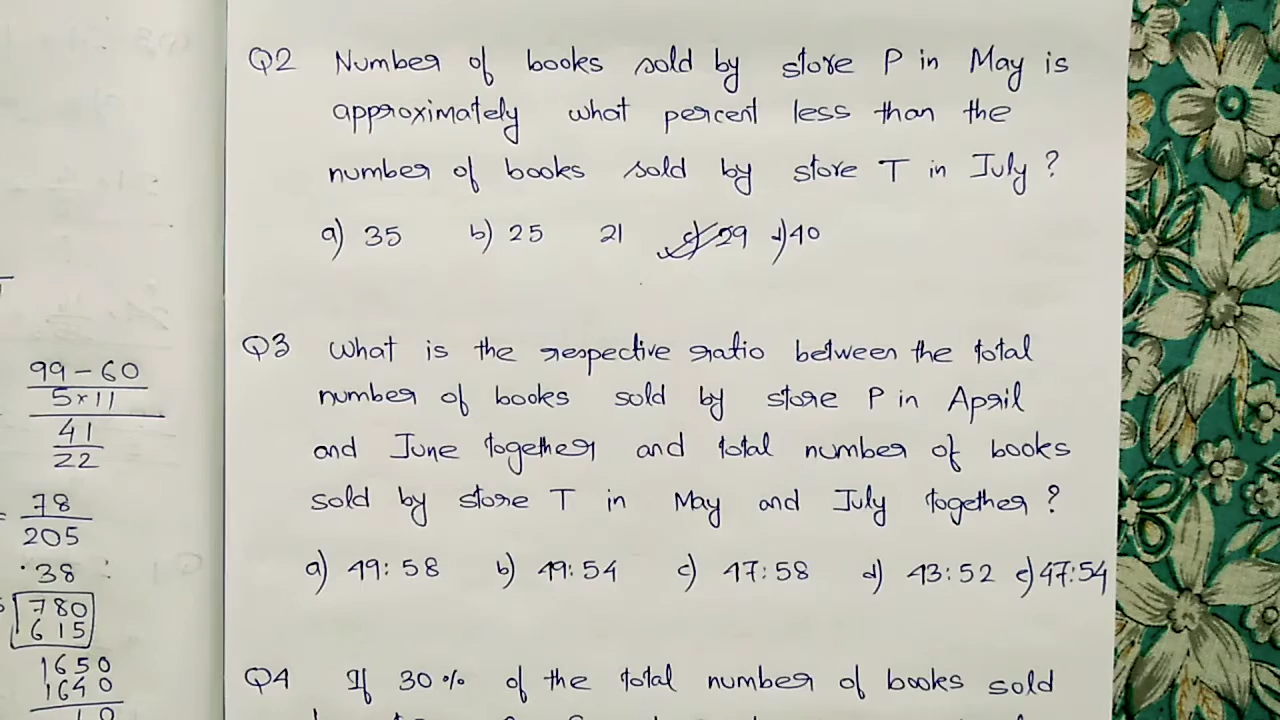 Q2 Number of books sold by store P in May is
approximately what percent less than the
number of books sold by store T in July ?
a) 35 b) 25 21 c) 29 d) 40
Q3 What is the respective ratio between the total
number of books sold by store P in April
and June together and total number of books
sold by store T in May and July together ?
a) 49:58 b) 49:54 c) 47:58 d) 43:52 e) 47:54
Q4 If 30% of the total number of books sold
99 - 60
5 x 11
41
22
= 78
205
.38
780
615
1650
1640
10